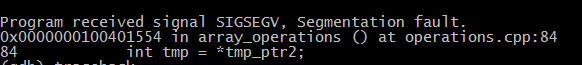 Program received signal SIGSEGV, Segmentation fault.
0x0000000100401554 in array_operations () at operations.cpp:84
84 int tmp = *tmp_ptr2;